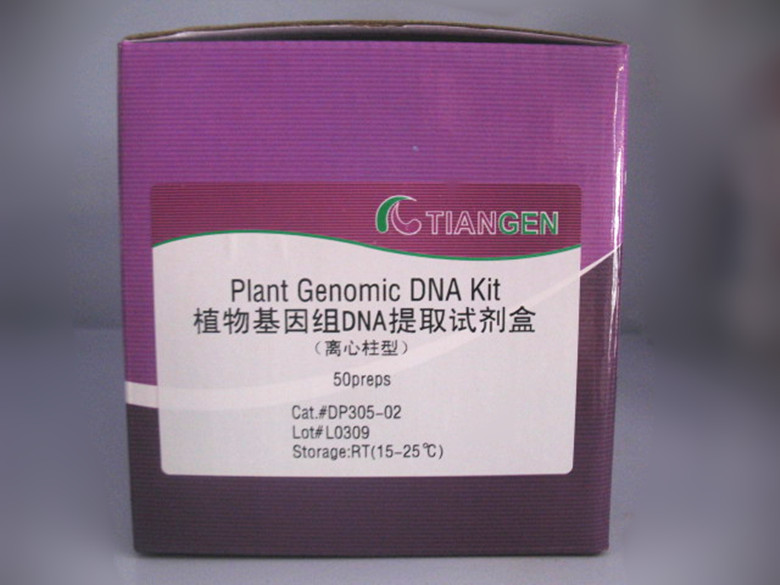 TIANGEN
Plant Genomic DNA Kit
植物基因组DNA提取试剂盒
（离心柱型）
50preps
Cat.#DP305-02
Lot#L0309
Storage:RT(15-25℃)